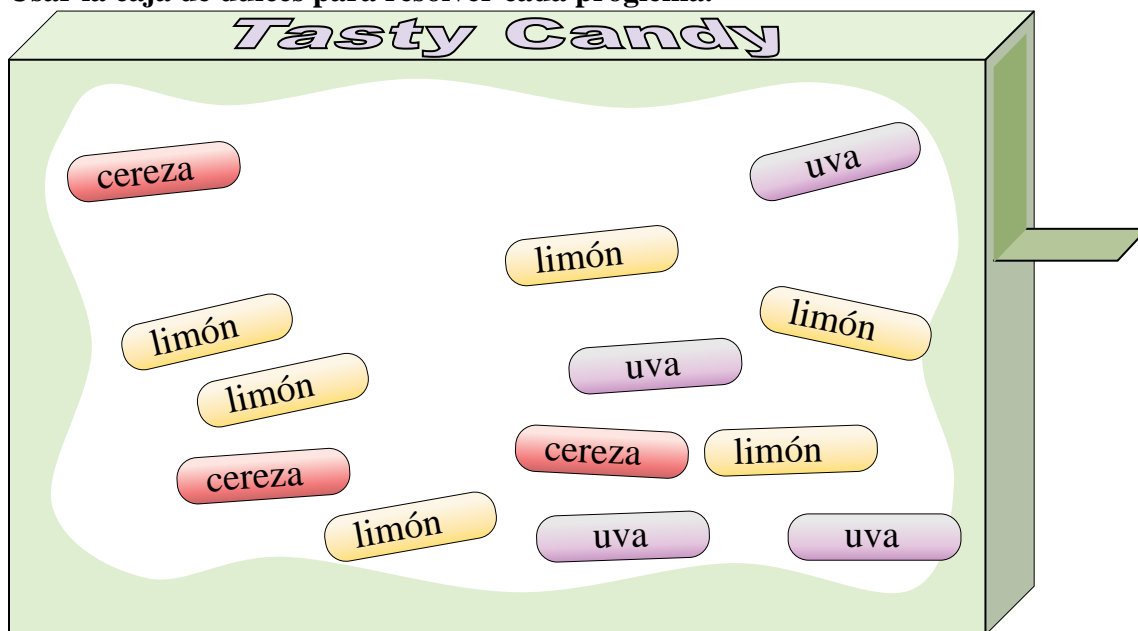 Usar la caja de dulces para resolver cada problema.
Tasty Candy
cereza
uva
limón
limón
limón
uva
limón
cereza
limón
cereza
limón
uva
uva